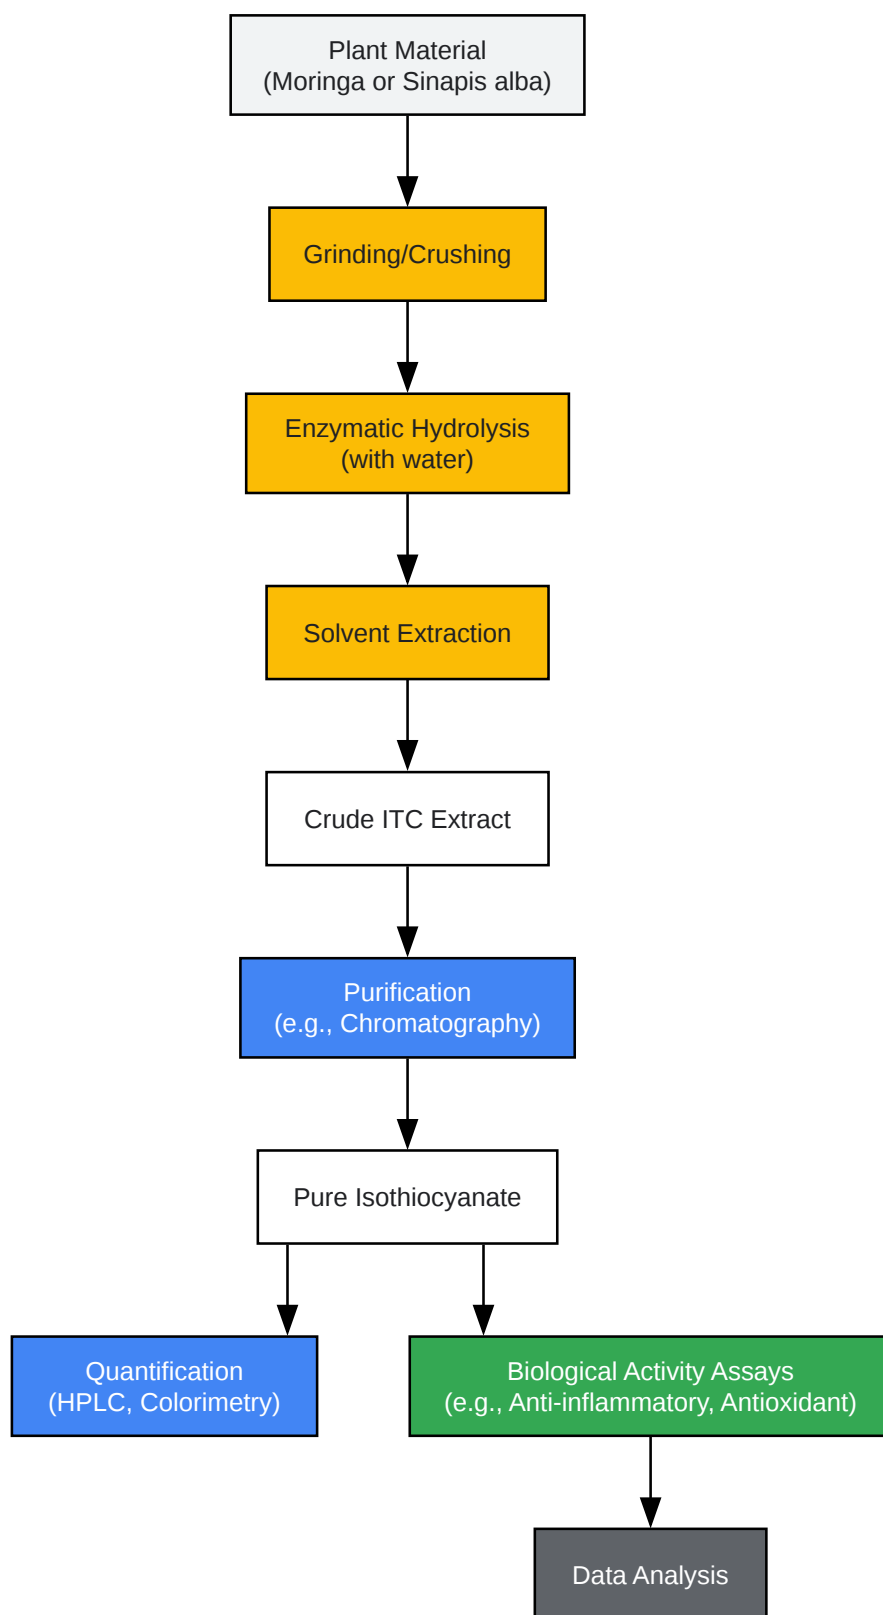 Plant Material
(Moringa or Sinapis alba)
Grinding/Crushing
Enzymatic Hydrolysis
(with water)
Solvent Extraction
Crude ITC Extract
Purification
(e.g., Chromatography)
Pure Isothiocyanate
Quantification
(HPLC, Colorimetry)
Biological Activity Assays
(e.g., Anti-inflammatory, Antioxidant)
Data Analysis